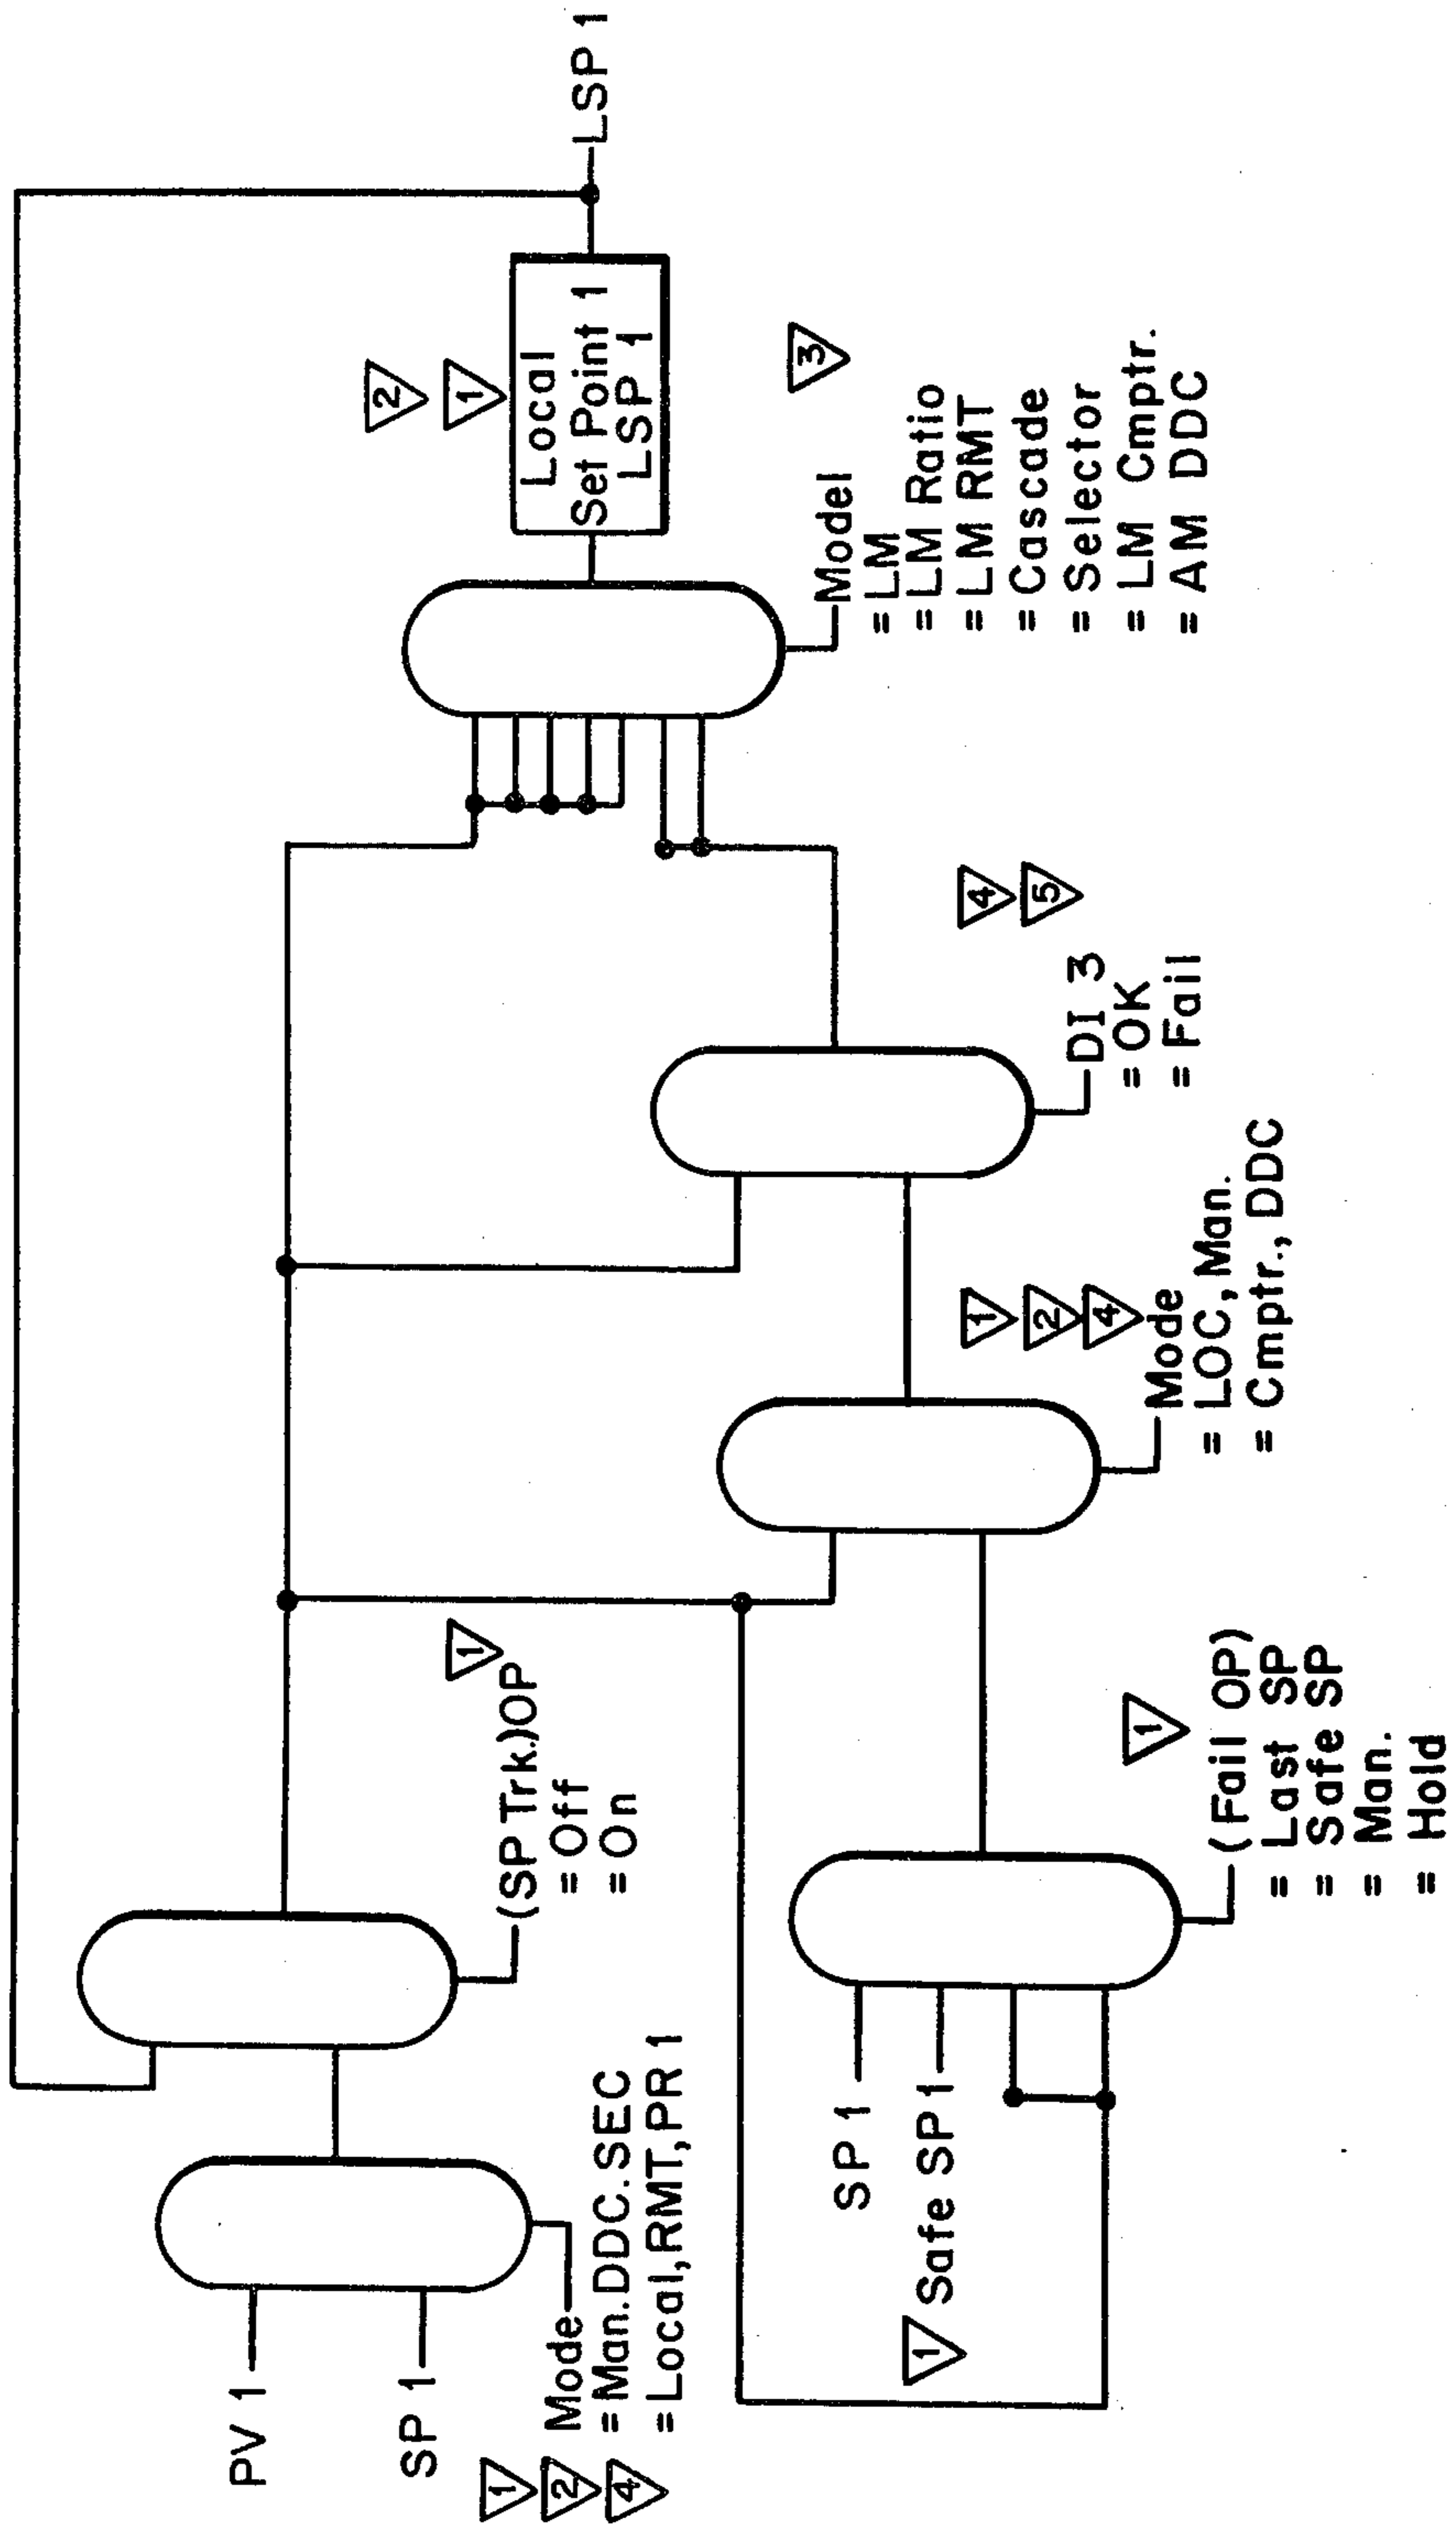 PV 1
SP 1
1
2
4
Mode
=Man.DDC.SEC
=Local,RMT,PR 1
1
(SP Trk.)OP
=Off
=On
SP 1
1
Safe SP1
1
(Fail OP)
=Last SP
=Safe SP
=Man.
=Hold
1
2
4
Mode
=LOC,Man.
=Cmptr.,DDC
4
5
DI 3
=OK
=Fail
2
1
Local
Set Point 1
LSP 1
LSP 1
3
Model
=LM
=LM Ratio
=LM RMT
=Cascade
=Selector
=LM Cmptr.
=AM DDC